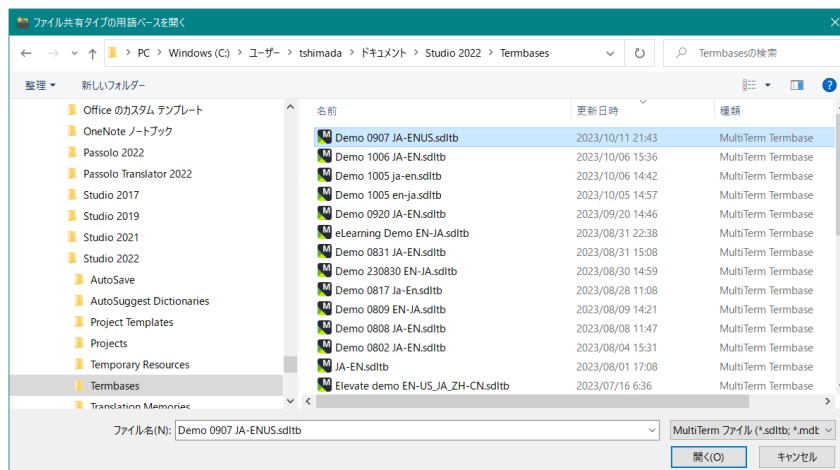 ファイル共有タイプの用語ベースを開く
PC > Windows (C:) > ユーザー > tshimada > ドキュメント > Studio 2022 > Termbases
Termbasesの検索
整理
新しいフォルダー
Office のカスタム テンプレート
OneNote ノートブック
Passolo 2022
Passolo Translator 2022
Studio 2017
Studio 2019
Studio 2021
Studio 2022
AutoSave
AutoSuggest Dictionaries
Project Templates
Projects
Temporary Resources
Termbases
Translation Memories
名前 更新日時 種類
Demo 0907 JA-ENUS.sdltb 2023/10/11 21:43 MultiTerm Termbase
Demo 1006 JA-EN.sdltb 2023/10/06 15:36 MultiTerm Termbase
Demo 1005 ja-en.sdltb 2023/10/06 14:42 MultiTerm Termbase
Demo 1005 en-ja.sdltb 2023/10/05 14:57 MultiTerm Termbase
Demo 0920 JA-EN.sdltb 2023/09/20 14:46 MultiTerm Termbase
eLearning Demo EN-JA.sdltb 2023/08/31 22:38 MultiTerm Termbase
Demo 0831 JA-EN.sdltb 2023/08/31 15:08 MultiTerm Termbase
Demo 230830 EN-JA.sdltb 2023/08/30 14:59 MultiTerm Termbase
Demo 0817 Ja-En.sdltb 2023/08/28 11:08 MultiTerm Termbase
Demo 0809 EN-JA.sdltb 2023/08/09 14:21 MultiTerm Termbase
Demo 0808 JA-EN.sdltb 2023/08/08 11:47 MultiTerm Termbase
Demo 0802 JA-EN.sdltb 2023/08/04 15:31 MultiTerm Termbase
JA-EN.sdltb 2023/08/01 17:08 MultiTerm Termbase
Elevate demo EN-US_JA_ZH-CN.sdltb 2023/07/16 6:36 MultiTerm Termbase
ファイル名(N): Demo 0907 JA-ENUS.sdltb
MultiTerm ファイル (*.sdltb; *.mdb
開く(O) キャンセル